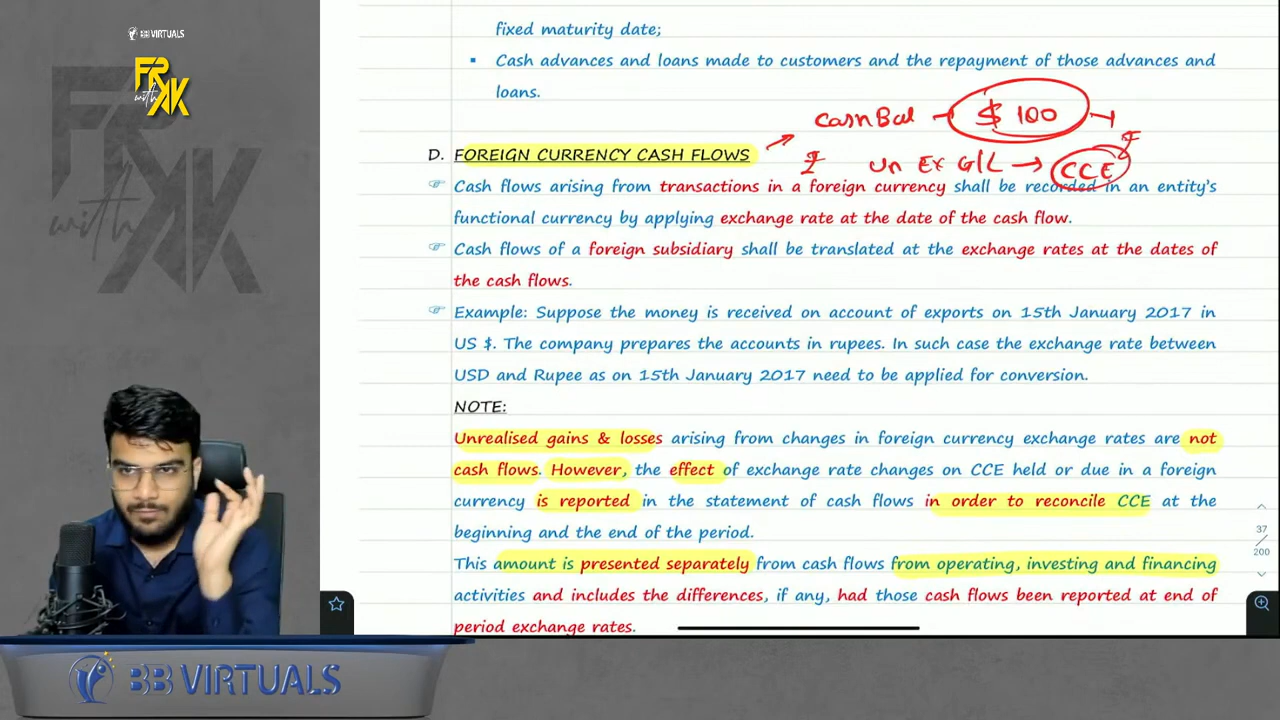 BB VIRTUALS
FR
with
AK
fixed maturity date;
▪ Cash advances and loans made to customers and the repayment of those advances and
loans.
Cash Bal – $ 100
D. FOREIGN CURRENCY CASH FLOWS
Un Ex G/L → CCE
Cash flows arising from transactions in a foreign currency shall be recorded in an entity's
functional currency by applying exchange rate at the date of the cash flow.
Cash flows of a foreign subsidiary shall be translated at the exchange rates at the dates of
the cash flows.
Example: Suppose the money is received on account of exports on 15th January 2017 in
US $. The company prepares the accounts in rupees. In such case the exchange rate between
USD and Rupee as on 15th January 2017 need to be applied for conversion.
NOTE:
Unrealised gains & losses arising from changes in foreign currency exchange rates are not
cash flows. However, the effect of exchange rate changes on CCE held or due in a foreign
currency is reported in the statement of cash flows in order to reconcile CCE at the
beginning and the end of the period.
This amount is presented separately from cash flows from operating, investing and financing
activities and includes the differences, if any, had those cash flows been reported at end of
period exchange rates.
37
/
200
BB VIRTUALS